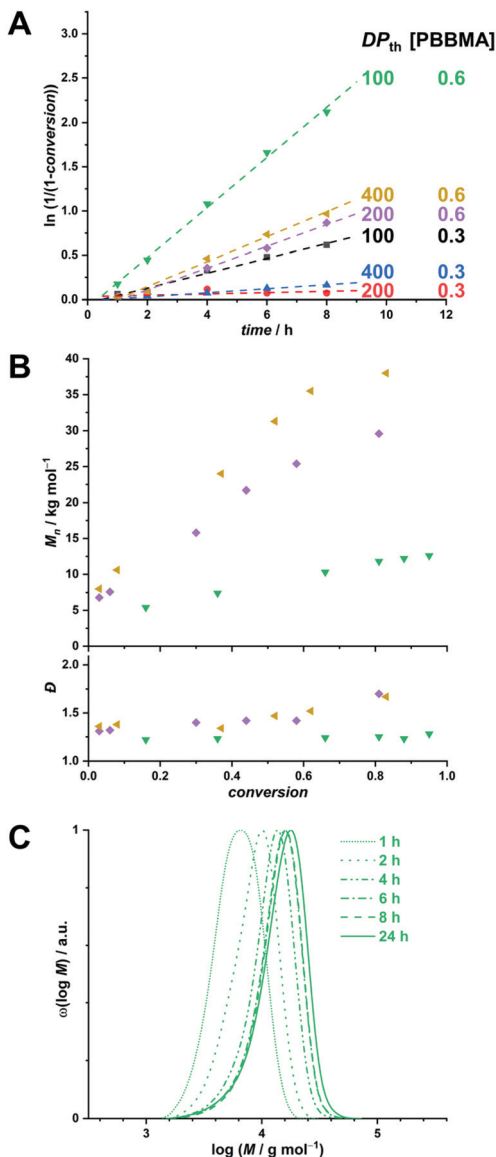 A
DP_th [PBBMA]
ln (1/(1-conversion))
3.0
2.5
2.0
1.5
1.0
0.5
0.0
100 0.6
400 0.6
200 0.6
100 0.3
400 0.3
200 0.3
0 2 4 6 8 10 12
time / h
B
M_n / kg mol⁻¹
40
35
30
25
20
15
10
5
0
Đ
2.0
1.5
1.0
0.0 0.2 0.4 0.6 0.8 1.0
conversion
C
ω(log M) / a.u.
1
0
1 h
2 h
4 h
6 h
8 h
24 h
3 4 5
log (M / g mol⁻¹)